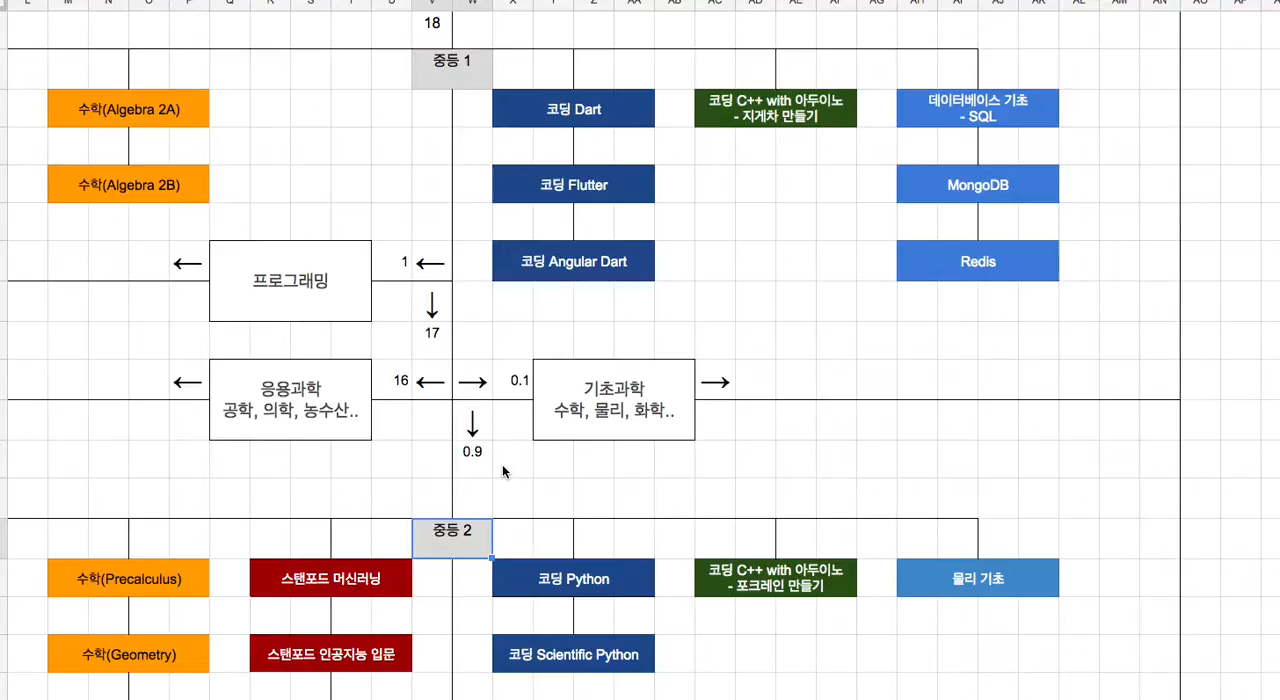 18
중등 1
수학(Algebra 2A)
코딩 Dart
코딩 C++ with 아두이노
- 지게차 만들기
데이터베이스 기초
- SQL
수학(Algebra 2B)
코딩 Flutter
MongoDB
프로그래밍
1
코딩 Angular Dart
Redis
17
응용과학
공학, 의학, 농수산..
16
0.1
기초과학
수학, 물리, 화학..
0.9
중등 2
수학(Precalculus)
스탠포드 머신러닝
코딩 Python
코딩 C++ with 아두이노
- 포크레인 만들기
물리 기초
수학(Geometry)
스탠포드 인공지능 입문
코딩 Scientific Python